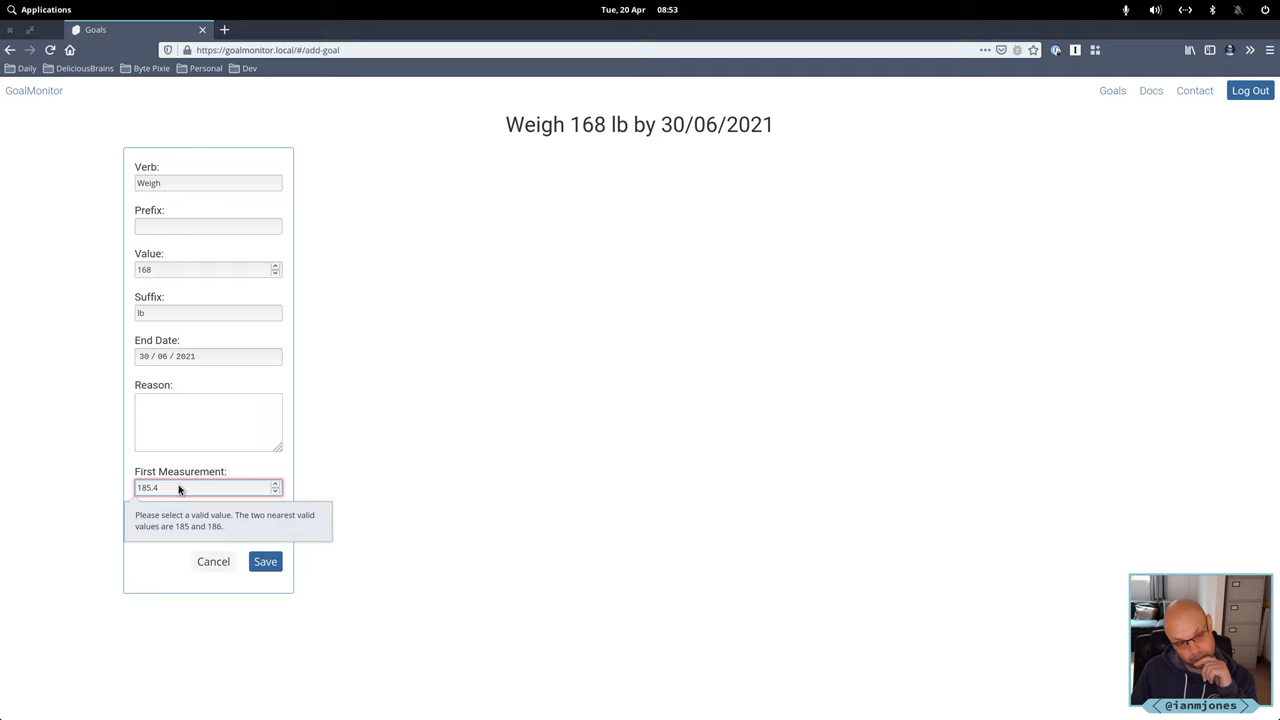 Applications
Tue, 20 Apr 08:53
Goals
https://goalmonitor.local/#/add-goal
Daily DeliciousBrains Byte Pixie Personal Dev
GoalMonitor Goals Docs Contact Log Out
Weigh 168 lb by 30/06/2021
Verb:
Weigh
Prefix:
Value:
168
Suffix:
lb
End Date:
30 / 06 / 2021
Reason:
First Measurement:
185.4
Please select a valid value. The two nearest valid
values are 185 and 186.
Cancel Save
@ianmjones